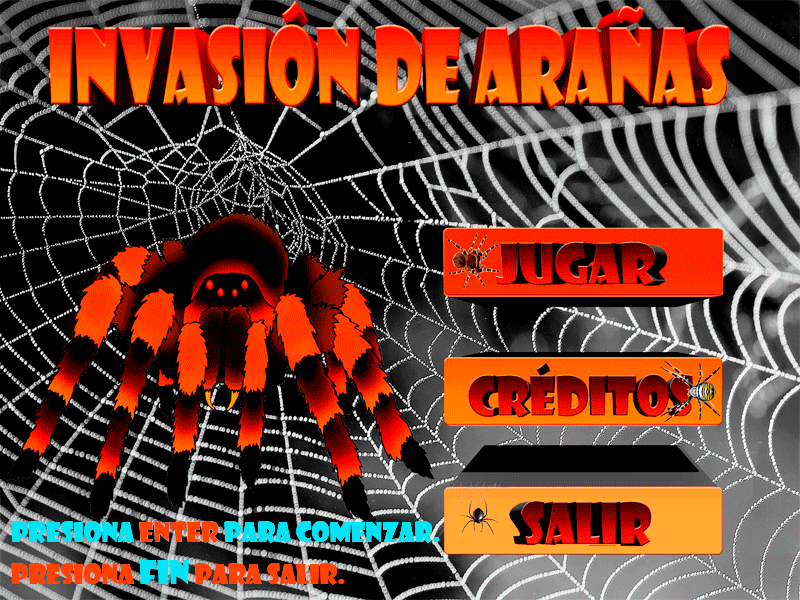 INVASIÓN DE ARAÑAS
JUGAR
CRÉDITOS
SALIR
PRESIONA ENTER PARA COMENZAR.
PRESIONA FIN PARA SALIR.